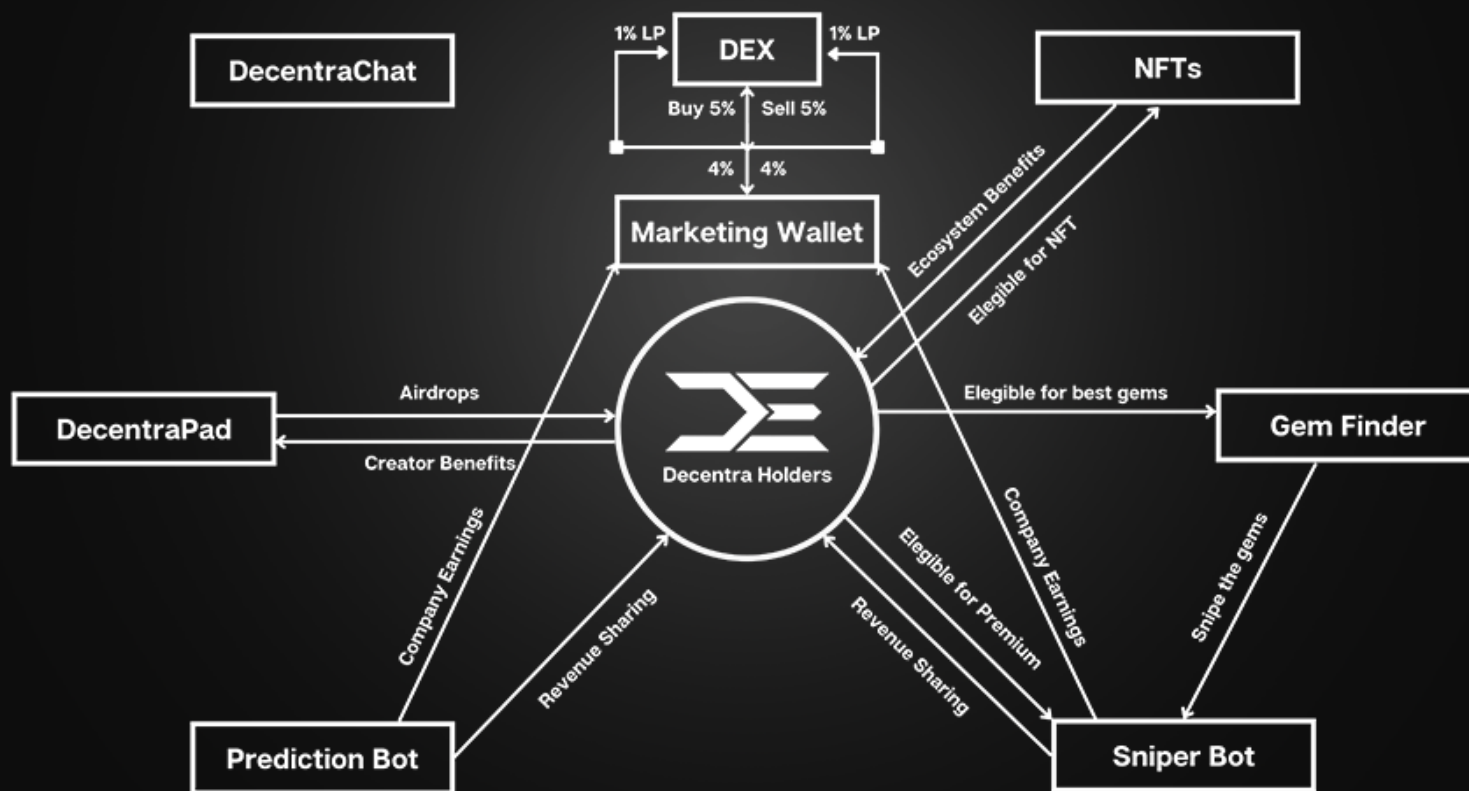 1% LP
DEX
1% LP
DecentraChat
NFTs
Buy 5%
Sell 5%
4%
4%
Marketing Wallet
Ecosystem Benefits
Elegible for NFT
Airdrops
Elegible for best gems
DecentraPad
Gem Finder
Creator Benefits
Decentra Holders
Company Earnings
Revenue Sharing
Elegible for Premium
Revenue Sharing
Company Earnings
Snipe the gems
Prediction Bot
Sniper Bot